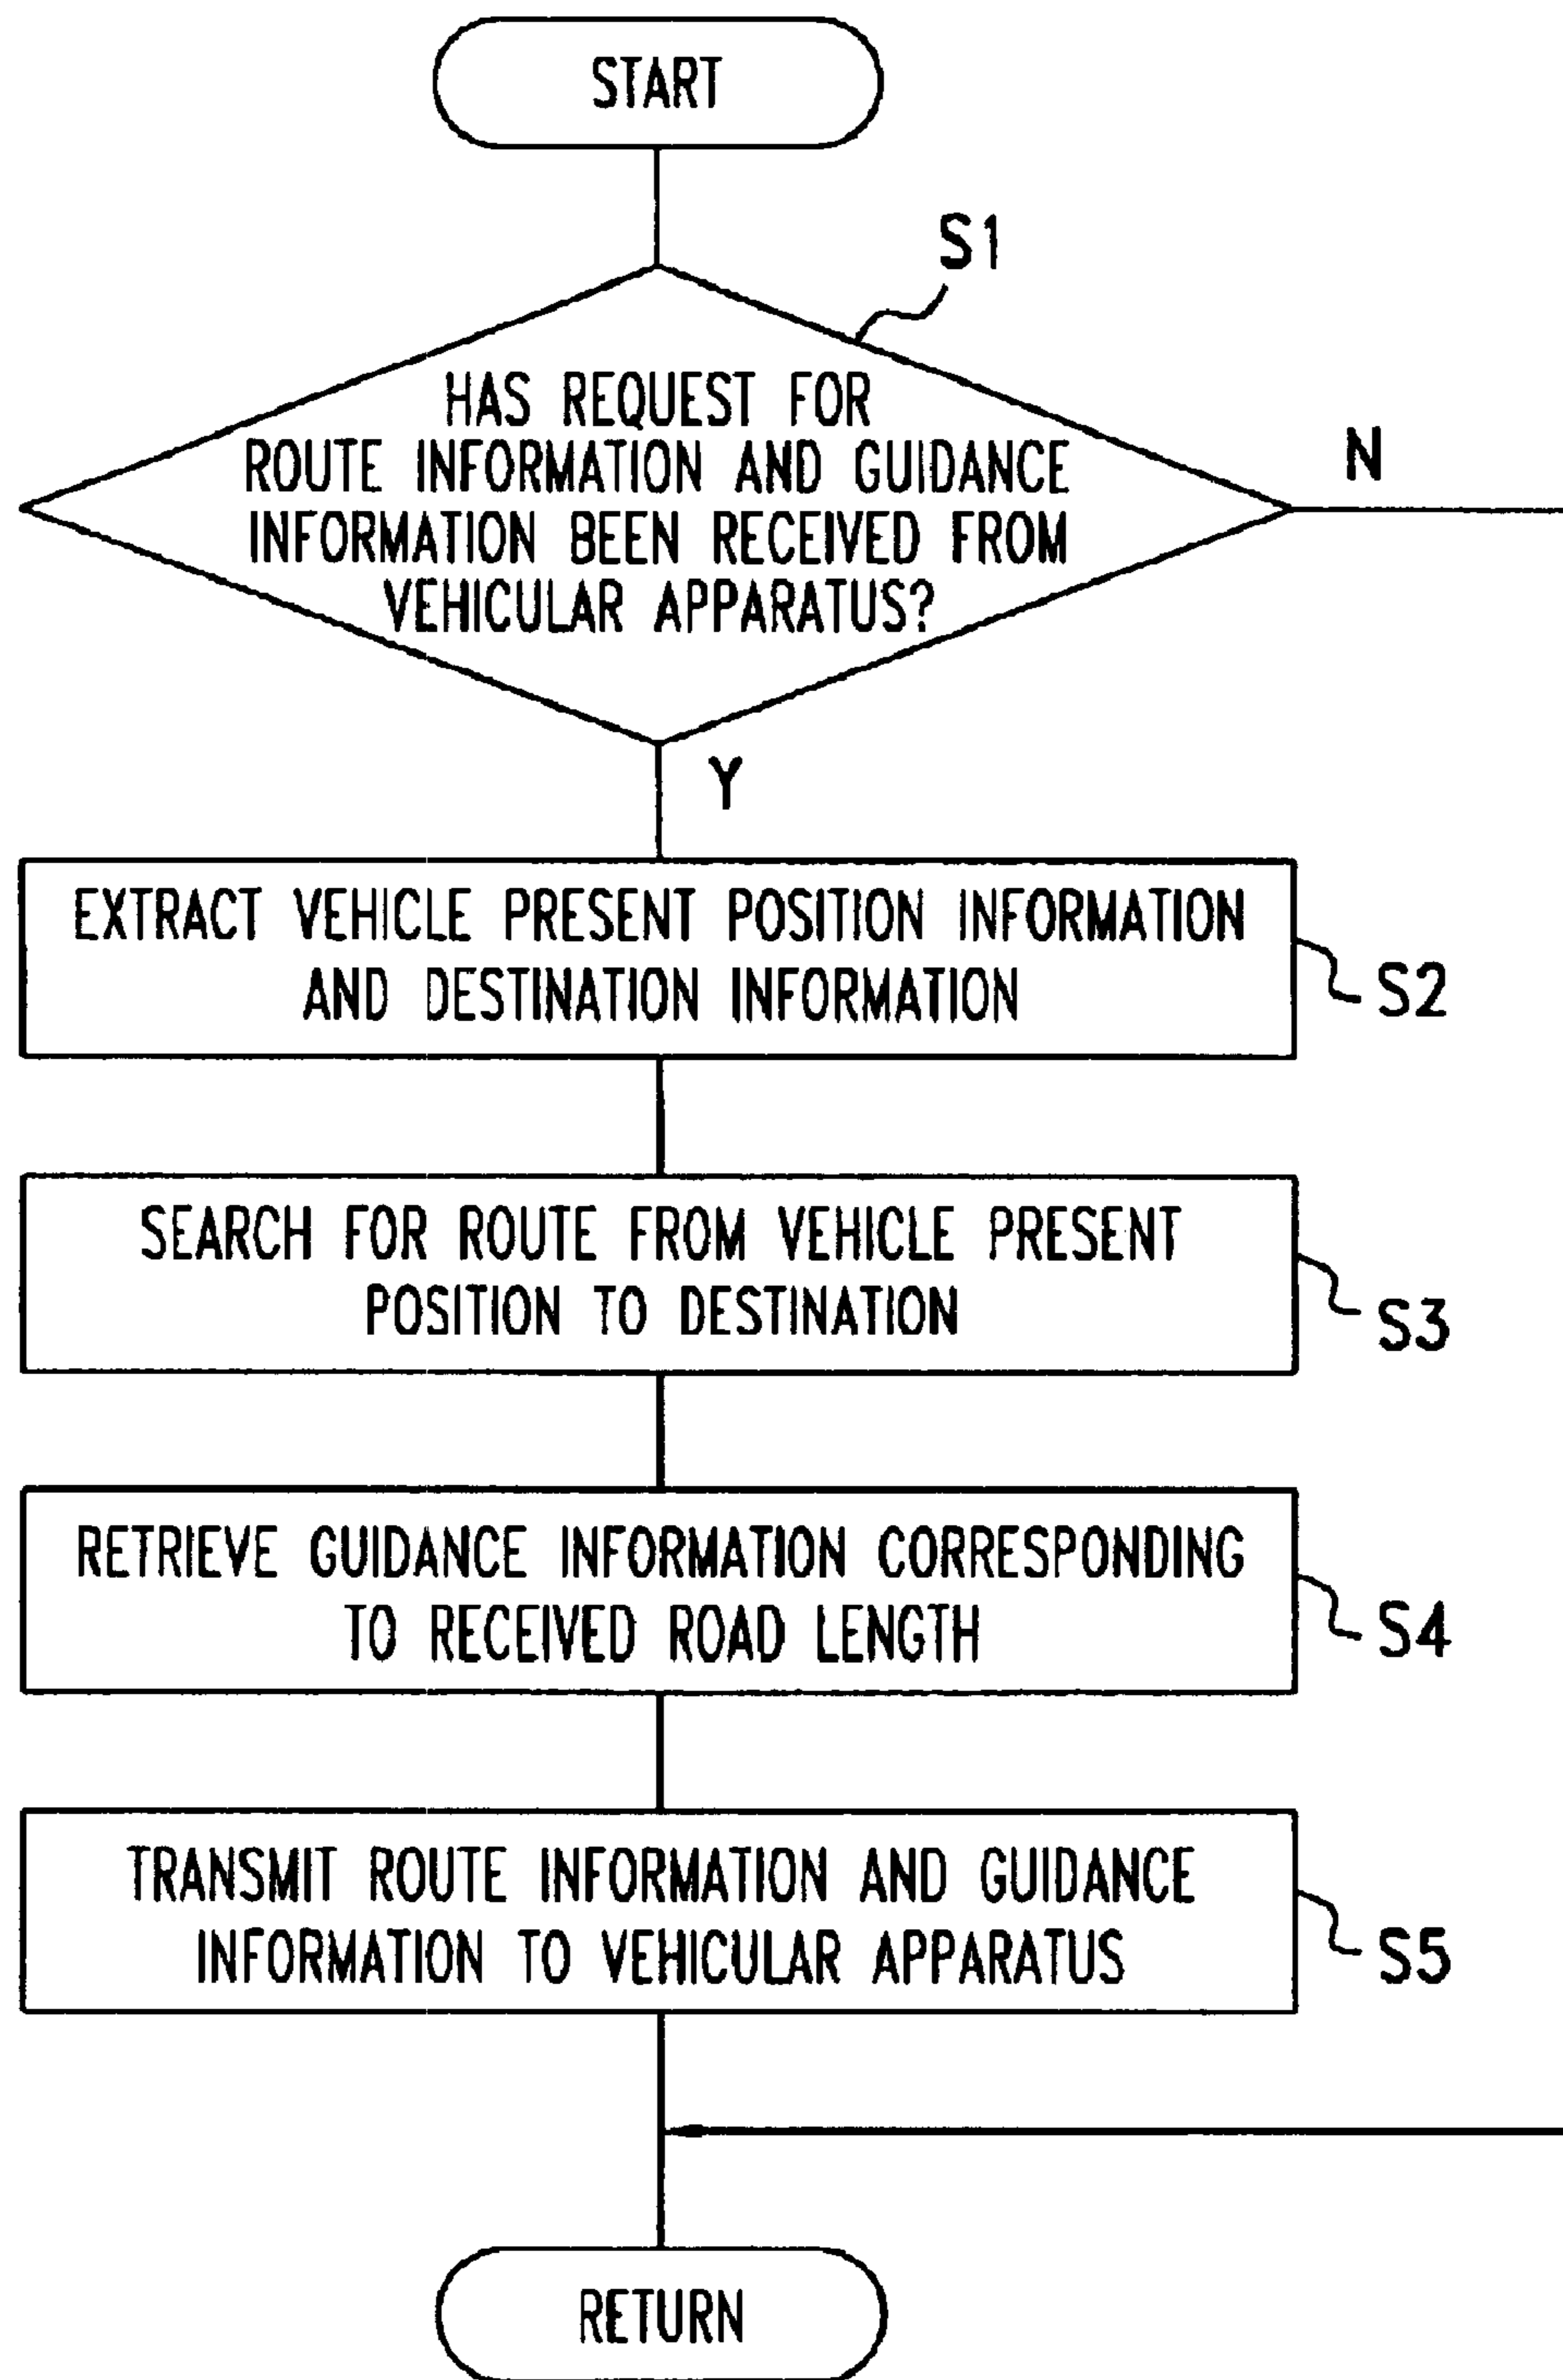 START
S1
HAS REQUEST FOR
ROUTE INFORMATION AND GUIDANCE
INFORMATION BEEN RECEIVED FROM
VEHICULAR APPARATUS?
N
Y
EXTRACT VEHICLE PRESENT POSITION INFORMATION
AND DESTINATION INFORMATION
S2
SEARCH FOR ROUTE FROM VEHICLE PRESENT
POSITION TO DESTINATION
S3
RETRIEVE GUIDANCE INFORMATION CORRESPONDING
TO RECEIVED ROAD LENGTH
S4
TRANSMIT ROUTE INFORMATION AND GUIDANCE
INFORMATION TO VEHICULAR APPARATUS
S5
RETURN